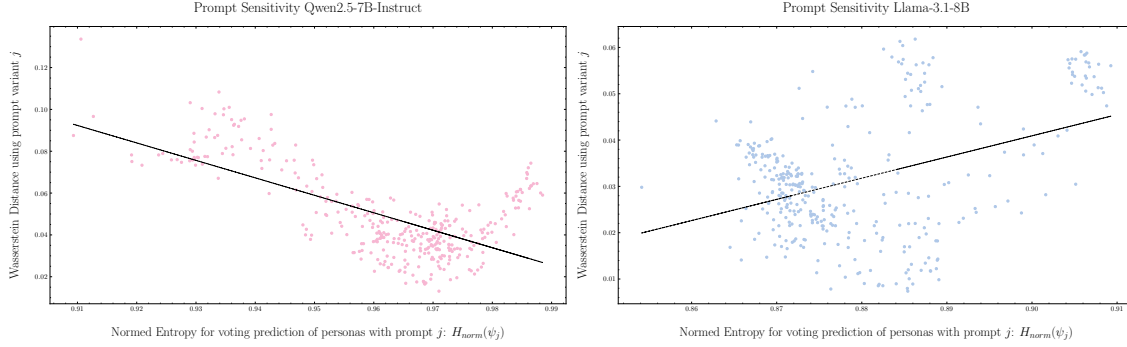 Prompt Sensitivity Qwen2.5-7B-Instruct
Wasserstein Distance using prompt variant j
0.12
0.10
0.08
0.06
0.04
0.02
0.91 0.92 0.93 0.94 0.95 0.96 0.97 0.98 0.99
Normed Entropy for voting prediction of personas with prompt j: H_norm(ψ_j)
Prompt Sensitivity Llama-3.1-8B
Wasserstein Distance using prompt variant j
0.06
0.05
0.04
0.03
0.02
0.01
0.86 0.87 0.88 0.89 0.90 0.91
Normed Entropy for voting prediction of personas with prompt j: H_norm(ψ_j)